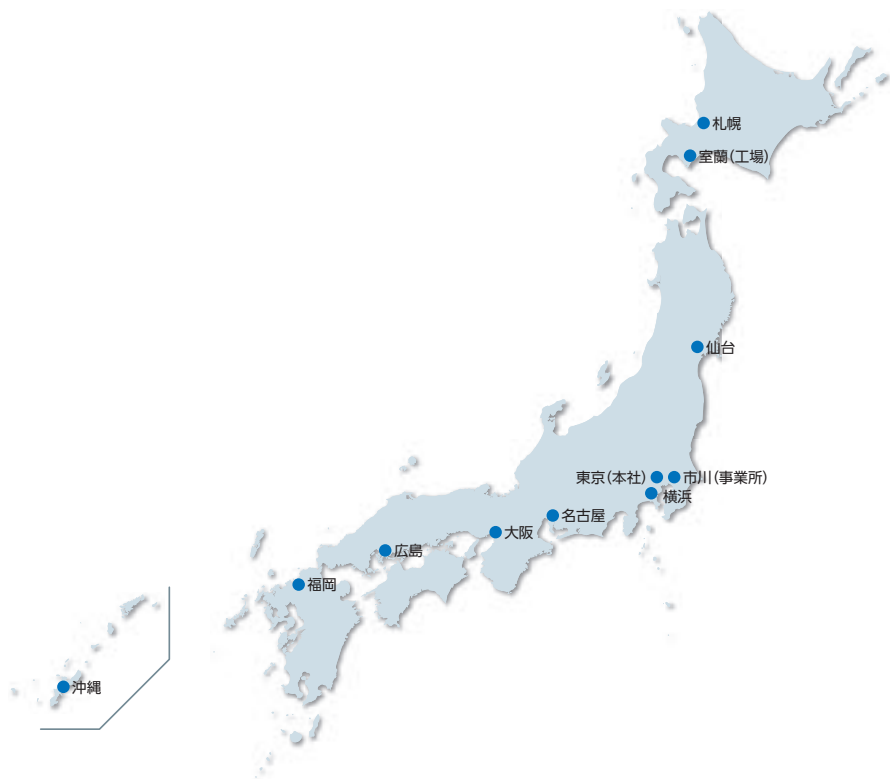 札幌
室蘭(工場)
仙台
東京(本社)
市川(事業所)
横浜
名古屋
大阪
広島
福岡
沖縄